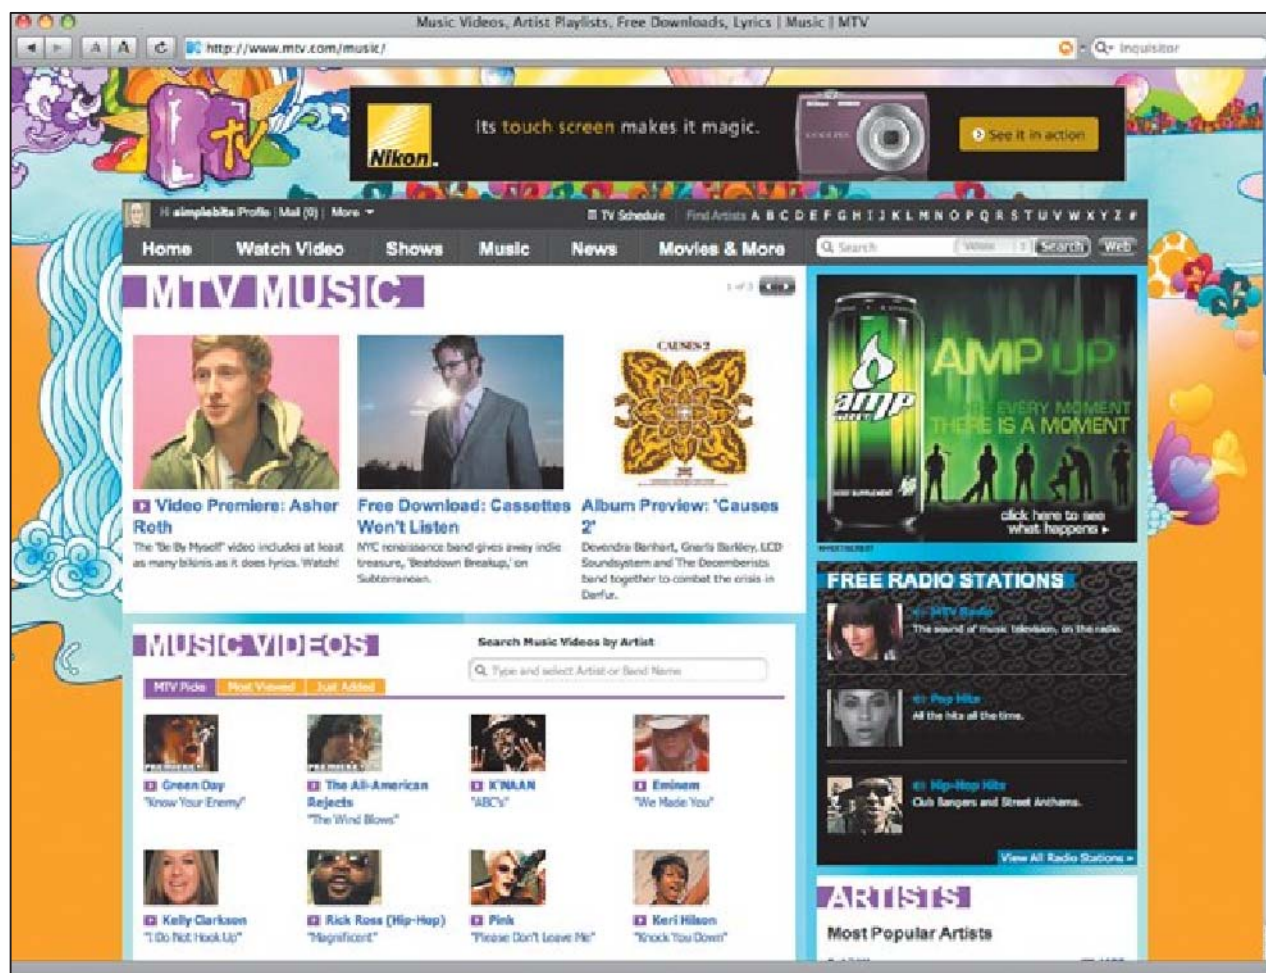 Music Videos, Artist Playlists, Free Downloads, Lyrics | Music | MTV
A A http://www.mtv.com/music/ Inquisitor
TV
Its touch screen makes it magic.
Nikon
COOLPIX
See it in action
Hi simplebits Profile | Mail (0) | More
TV Schedule Find Artists A B C D E F G H I J K L M N O P Q R S T U V W X Y Z #
Home Watch Video Shows Music News Movies & More
Search Search Web
MTV MUSIC
1 of 3
CAUSES 2
Video Premiere: Asher
Roth
The 'Be By Myself' video includes at least
as many bikinis as it does lyrics. Watch!
Free Download: Cassettes
Won't Listen
NYC renaissance band gives away indie
treasure, 'Beatdown Breakup,' on
Subterranean.
Album Preview: 'Causes
2'
Devendra Banhart, Gnarls Barkley, LCD
Soundsystem and The Decemberists
band together to combat the crisis in
Darfur.
AMP UP
EVERY MOMENT
THERE IS A MOMENT
amp
click here to see
what happens
ADVERTISEMENT
MUSIC VIDEOS
Search Music Videos by Artist
Type and select Artist or Band Name
MTV Picks Most Viewed Just Added
PREMIERE
Green Day
"Know Your Enemy"
PREMIERE
The All-American
Rejects
"The Wind Blows"
K'NAAN
"ABC's"
Eminem
"We Made You"
Kelly Clarkson
"I Do Not Hook Up"
Rick Ross (Hip-Hop)
"Magnificent"
Pink
"Please Don't Leave Me"
Keri Hilson
"Knock You Down"
FREE RADIO STATIONS
MTV Radio
The sound of music television, on the radio.
Pop Hits
All the hits all the time.
Hip-Hop Hits
Club Bangers and Street Anthems.
View All Radio Stations »
ARTISTS
Most Popular Artists